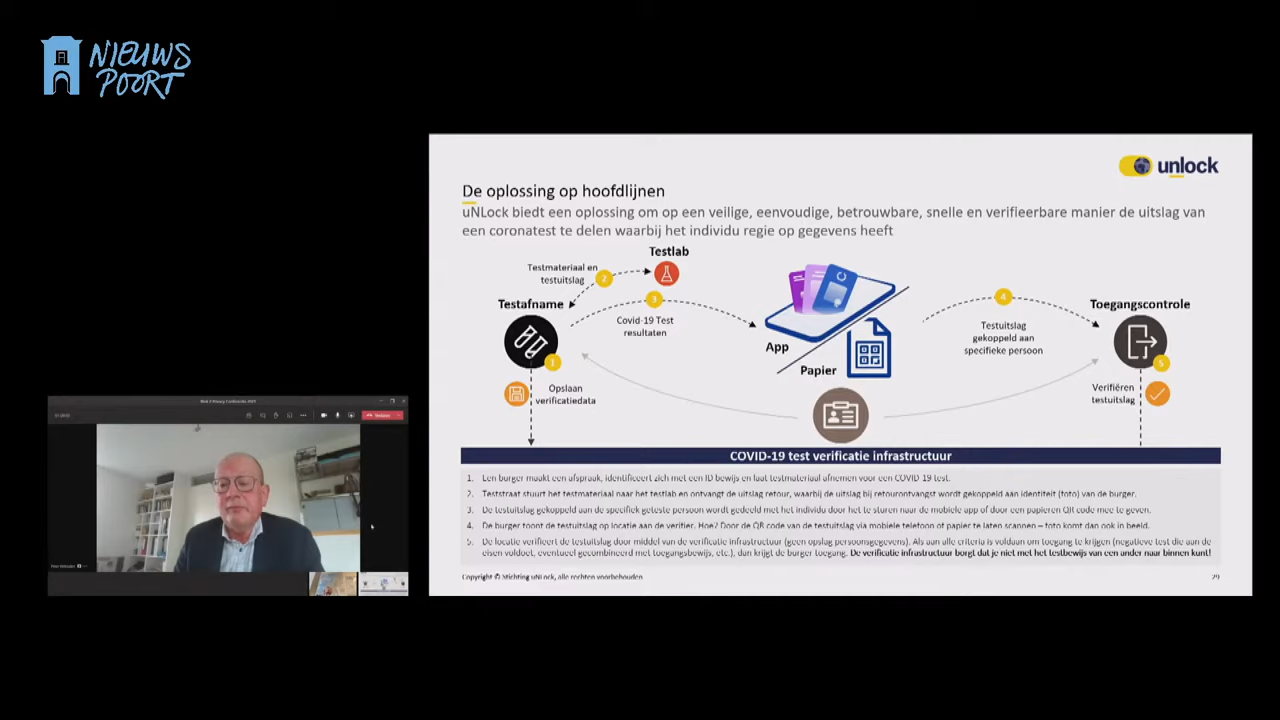 NIEUWS
POORT
unlock
De oplossing op hoofdlijnen
uNLock biedt een oplossing om op een veilige, eenvoudige, betrouwbare, snelle en verifieerbare manier de uitslag van
een coronatest te delen waarbij het individu regie op gegevens heeft
Testlab
Testmateriaal en
testuitslag
2
Testafname
3
Covid-19 Test
resultaten
1
Opslaan
verificatiedata
App
Papier
4
Testuitslag
gekoppeld aan
specifieke persoon
Toegangscontrole
5
Verifiëren
testuitslag
COVID-19 test verificatie infrastructuur
1. Een burger maakt een afspraak, identificeert zich met een ID bewijs en laat testmateriaal afnemen voor een COVID 19 test.
2. Teststraat stuurt het testmateriaal naar het testlab en ontvangt de uitslag retour, waarbij de uitslag bij retourontvangst wordt gekoppeld aan identiteit (foto) van de burger.
3. De testuitslag gekoppeld aan de specifiek geteste persoon wordt gedeeld met het individu door het te sturen naar de mobiele app of door een papieren QR code mee te geven.
4. De burger toont de testuitslag op locatie aan de verifier. Hoe? Door de QR code van de testuitslag via mobiele telefoon of papier te laten scannen – foto komt dan ook in beeld.
5. De locatie verifieert de testuitslag door middel van de verificatie infrastructuur (geen opslag persoonsgegevens). Als aan alle criteria is voldaan om toegang te krijgen (negatieve test die aan de
eisen voldoet, eventueel gecombineerd met toegangsbewijs, etc.), dan krijgt de burger toegang. De verificatie infrastructuur borgt dat je niet met het testbewijs van een ander naar binnen kunt!
Copyright © Stichting uNLock, alle rechten voorbehouden
29